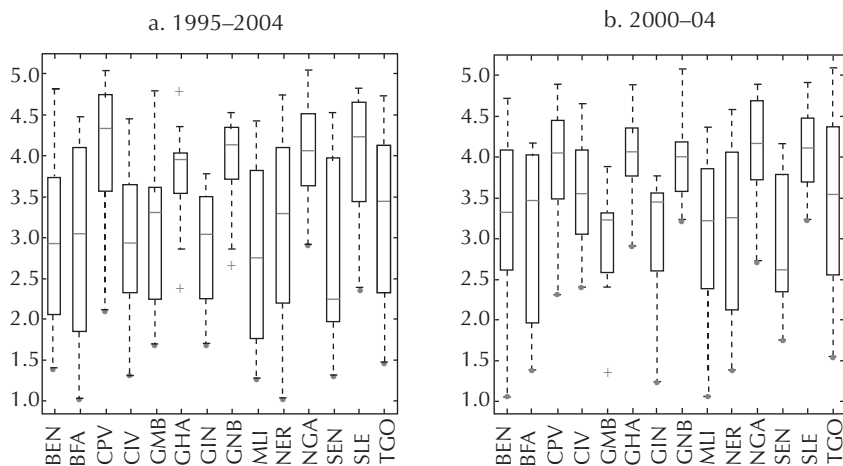 a. 1995–2004
5.0
4.5
4.0
3.5
3.0
2.5
2.0
1.5
1.0
BEN
BFA
CPV
CIV
GMB
GHA
GIN
GNB
MLI
NER
NGA
SEN
SLE
TGO
b. 2000–04
5.0
4.5
4.0
3.5
3.0
2.5
2.0
1.5
1.0
BEN
BFA
CPV
CIV
GMB
GHA
GIN
GNB
MLI
NER
NGA
SEN
SLE
TGO